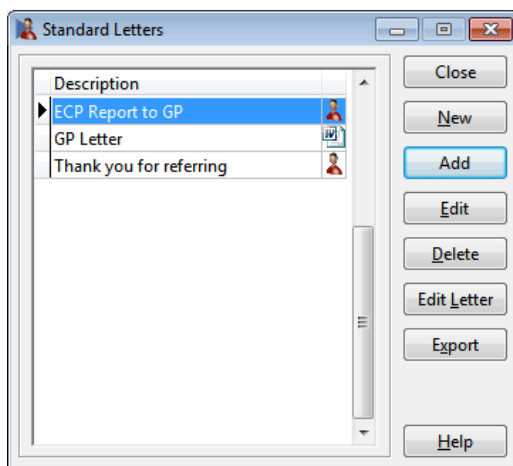 Standard Letters
Close
Description
ECP Report to GP
New
GP Letter
Thank you for referring
Add
Edit
Delete
Edit Letter
Export
Help